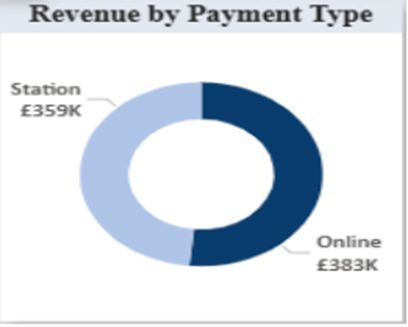 Revenue by Payment Type
Station
£359K
Online
£383K